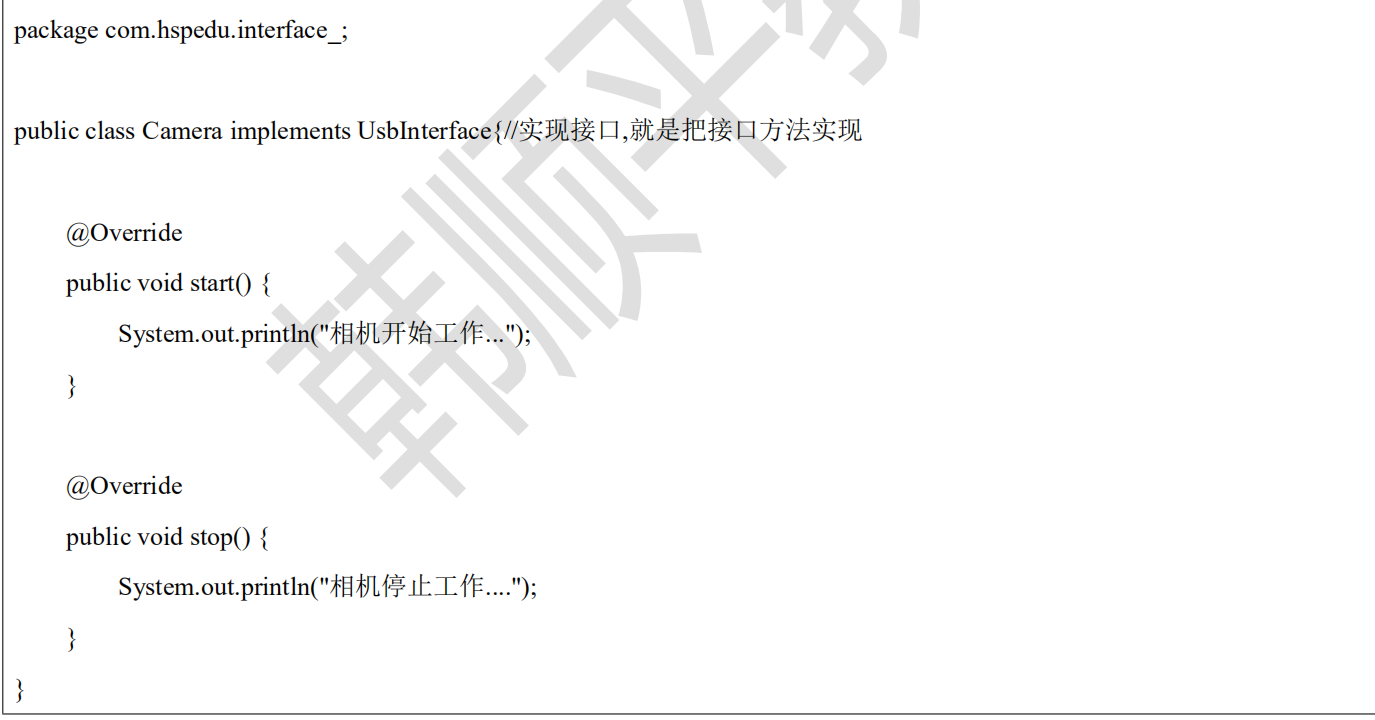 package com.hspedu.interface_;
public class Camera implements UsbInterface{//实现接口,就是把接口方法实现
@Override
public void start() {
System.out.println("相机开始工作...");
}
@Override
public void stop() {
System.out.println("相机停止工作....");
}
}
韩顺平教